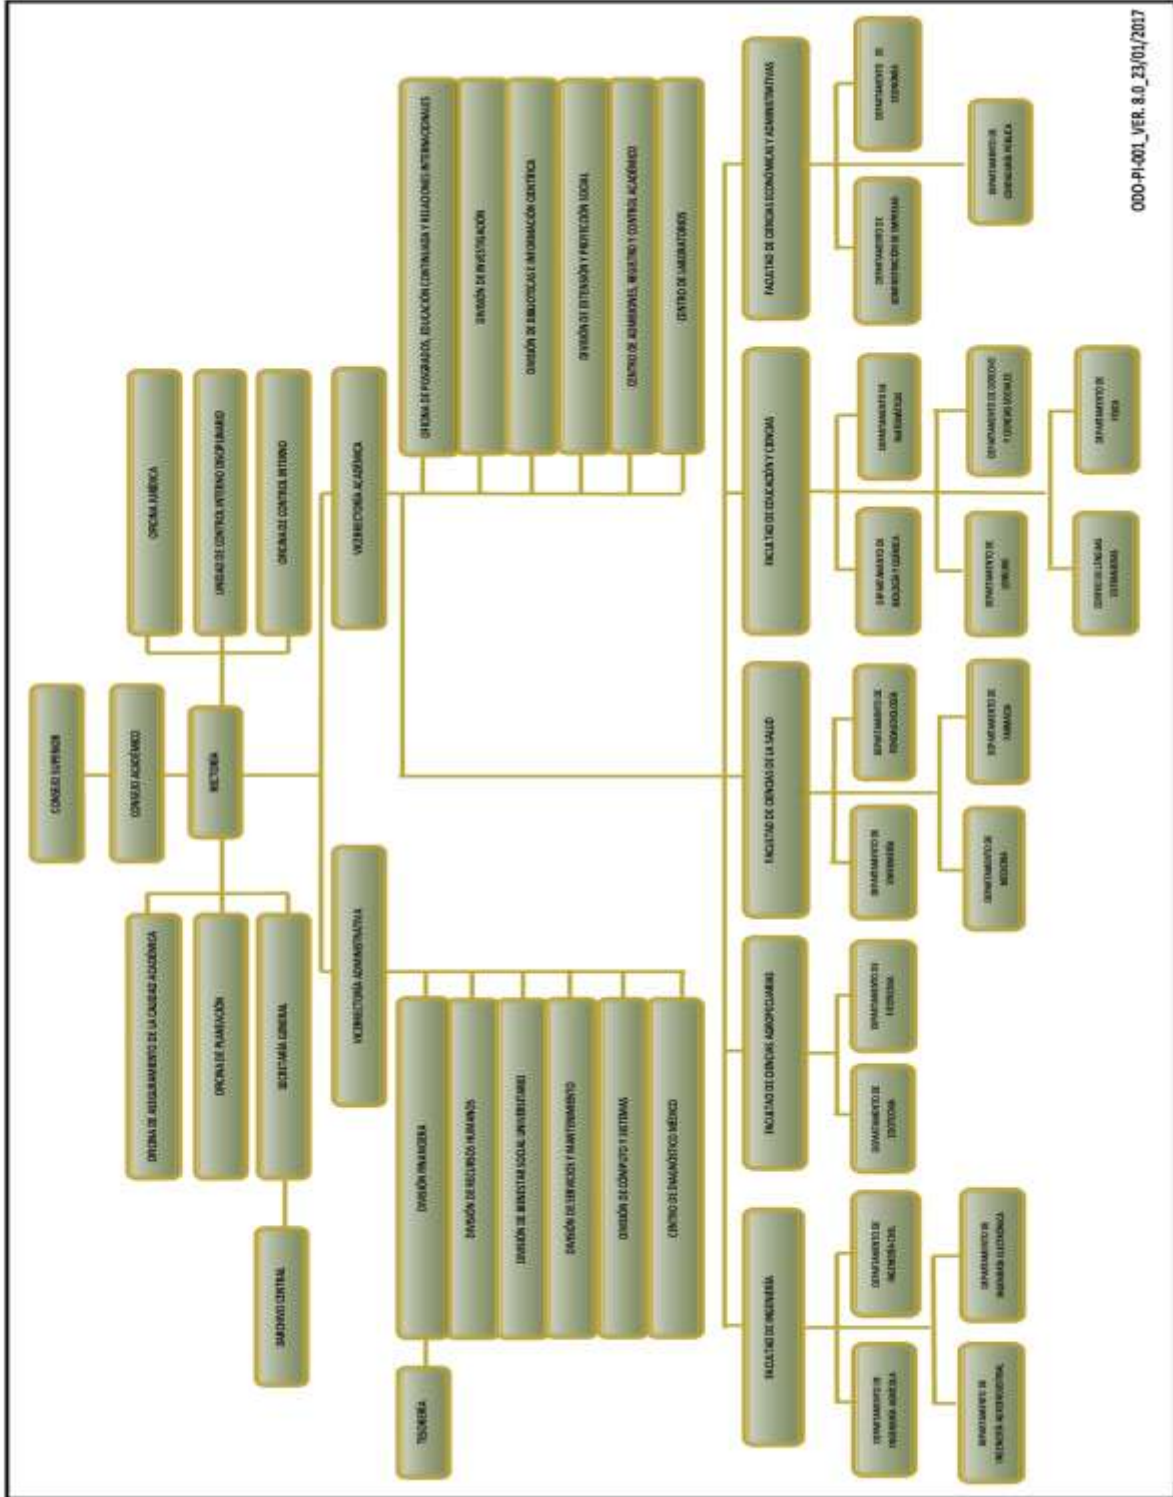 CONSEJO SUPERIOR
CONSEJO ACADÉMICO
RECTORÍA
OFICINA DE ASEGURAMIENTO DE LA CALIDAD ACADÉMICA
OFICINA DE PLANEACIÓN
SECRETARÍA GENERAL
ARCHIVO CENTRAL
OFICINA JURÍDICA
UNIDAD DE CONTROL INTERNO DISCIPLINARIO
OFICINA DE CONTROL INTERNO
VICERRECTORÍA ADMINISTRATIVA
VICERRECTORÍA ACADÉMICA
TESORERÍA
DIVISIÓN FINANCIERA
DIVISIÓN DE RECURSOS HUMANOS
DIVISIÓN DE BIENESTAR SOCIAL UNIVERSITARIO
DIVISIÓN DE SERVICIOS Y MANTENIMIENTO
DIVISIÓN DE CÓMPUTO Y SISTEMAS
CENTRO DE DIAGNÓSTICO MÉDICO
OFICINA DE POSGRADOS, EDUCACIÓN CONTINUADA Y RELACIONES INTERNACIONALES
DIVISIÓN DE INVESTIGACIÓN
DIVISIÓN DE BIBLIOTECAS E INFORMACIÓN CIENTÍFICA
DIVISIÓN DE EXTENSIÓN Y PROYECCIÓN SOCIAL
CENTRO DE ADMISIONES, REGISTRO Y CONTROL ACADÉMICO
CENTRO DE LABORATORIOS
FACULTAD DE INGENIERÍA
DEPARTAMENTO DE
INGENIERÍA AGRÍCOLA
DEPARTAMENTO DE
INGENIERÍA CIVIL
DEPARTAMENTO DE
INGENIERÍA AGROINDUSTRIAL
DEPARTAMENTO DE
INGENIERÍA ELECTRÓNICA
FACULTAD DE CIENCIAS AGROPECUARIAS
DEPARTAMENTO DE
ZOOTECNIA
DEPARTAMENTO DE
FACULTAD DE CIENCIAS DE LA SALUD
DEPARTAMENTO DE
ENFERMERÍA
DEPARTAMENTO DE
FONOAUDIOLOGÍA
DEPARTAMENTO DE
MEDICINA
DEPARTAMENTO DE
FARMACIA
FACULTAD DE EDUCACIÓN Y CIENCIAS
DEPARTAMENTO DE
BIOLOGÍA Y QUÍMICA
DEPARTAMENTO DE
MATEMÁTICAS
DEPARTAMENTO DE
DEPARTAMENTO DE DERECHO
Y CIENCIAS SOCIALES
CENTRO DE LENGUAS
EXTRANJERAS
DEPARTAMENTO DE
FÍSICA
FACULTAD DE CIENCIAS ECONÓMICAS Y ADMINISTRATIVAS
DEPARTAMENTO DE
ADMINISTRACIÓN DE EMPRESAS
DEPARTAMENTO DE
ECONOMÍA
DEPARTAMENTO DE
CONTADURÍA PÚBLICA
ODO-PI-001_VER. 8.0_23/01/2017